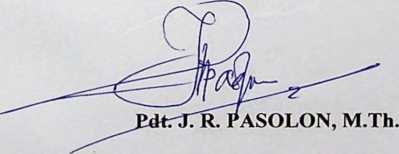 Pdt. J. R. PASOLON, M.Th.